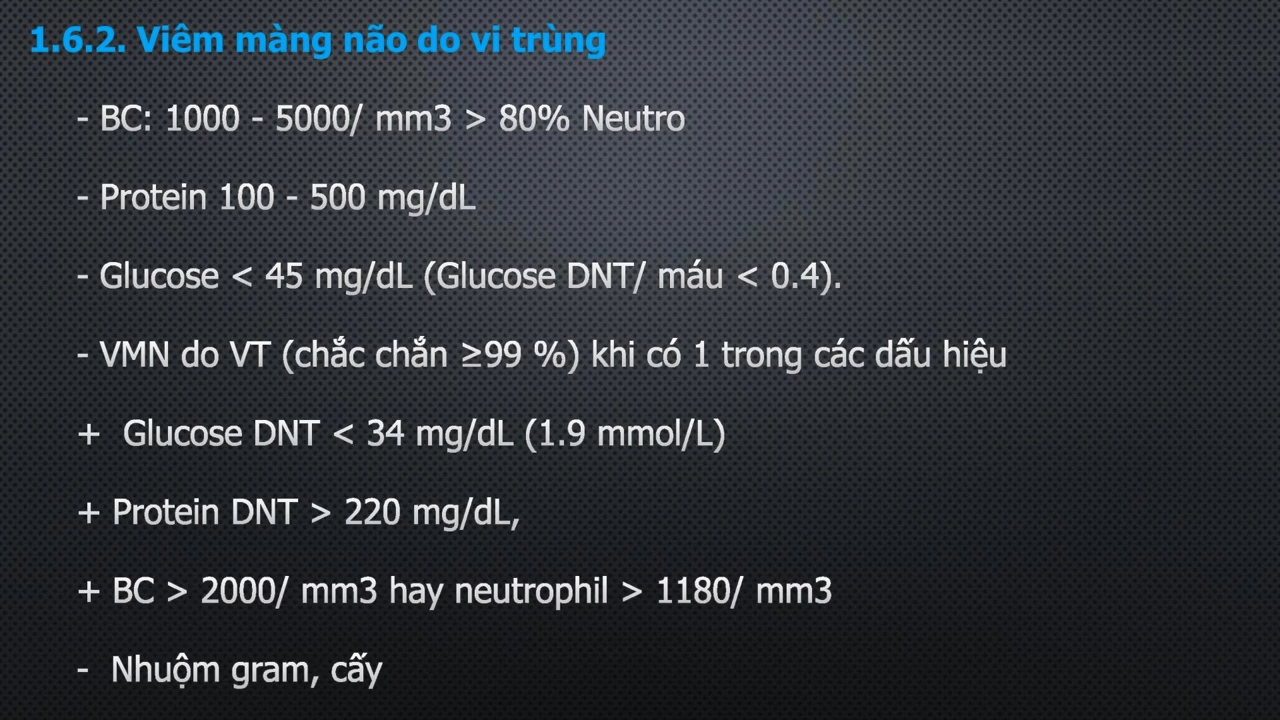 1.6.2. Viêm màng não do vi trùng
- BC: 1000 - 5000/ mm3 > 80% Neutro
- Protein 100 - 500 mg/dL
- Glucose < 45 mg/dL (Glucose DNT/ máu < 0.4).
- VMN do VT (chắc chắn ≥99 %) khi có 1 trong các dấu hiệu
+ Glucose DNT < 34 mg/dL (1.9 mmol/L)
+ Protein DNT > 220 mg/dL,
+ BC > 2000/ mm3 hay neutrophil > 1180/ mm3
- Nhuộm gram, cấy